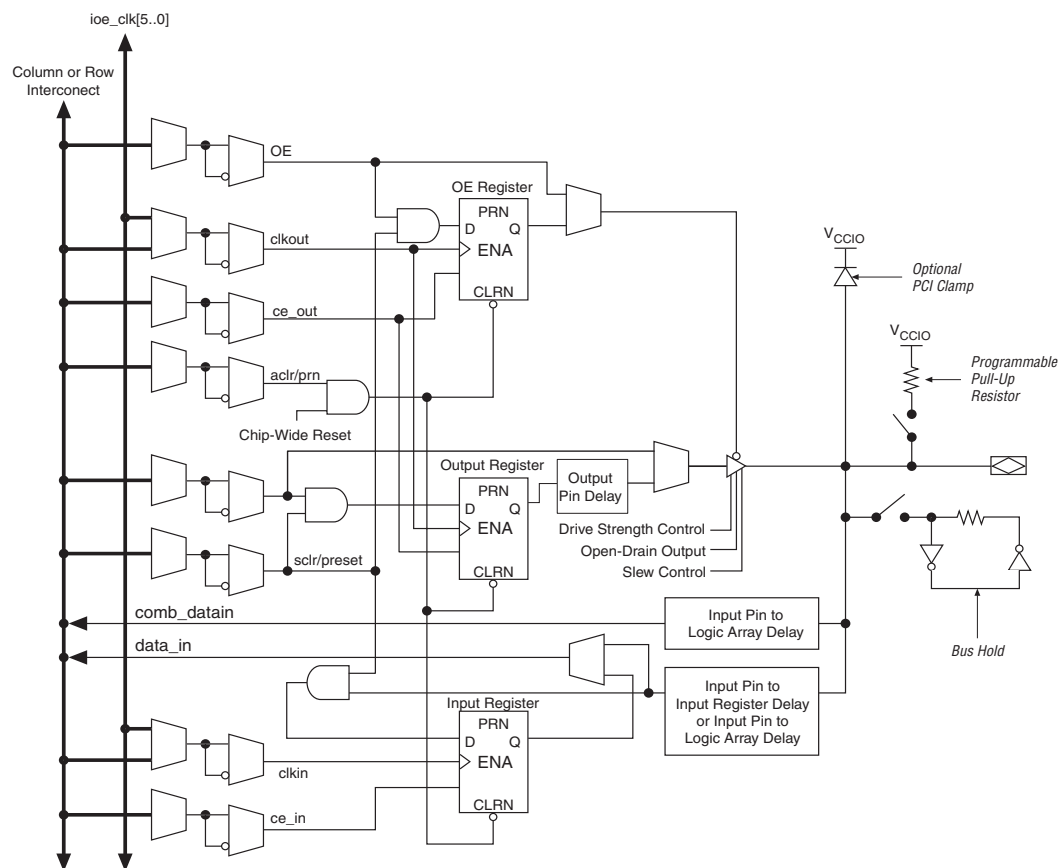 ioe_clk[5..0]
Column or Row
Interconect
OE
OE Register
PRN
D
Q
ENA
CLRN
clkout
ce_out
aclr/prn
Chip-Wide Reset
VCCIO
Optional
PCI Clamp
VCCIO
Programmable
Pull-Up
Resistor
Output Register
PRN
D
Q
ENA
CLRN
Output
Pin Delay
Drive Strength Control
Open-Drain Output
Slew Control
sclr/preset
comb_datain
data_in
Input Pin to
Logic Array Delay
Bus Hold
Input Pin to
Input Register Delay
or Input Pin to
Logic Array Delay
Input Register
PRN
D
Q
ENA
CLRN
clkin
ce_in